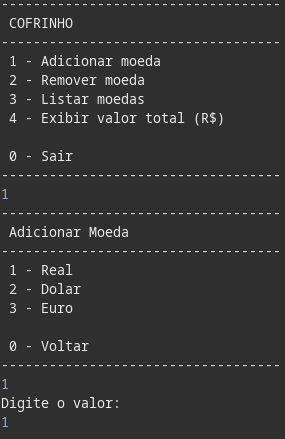 -----------------------------------
COFRINHO
-----------------------------------
1 - Adicionar moeda
2 - Remover moeda
3 - Listar moedas
4 - Exibir valor total (R$)
0 - Sair
-----------------------------------
1
-----------------------------------
Adicionar Moeda
-----------------------------------
1 - Real
2 - Dolar
3 - Euro
0 - Voltar
-----------------------------------
1
Digite o valor:
1